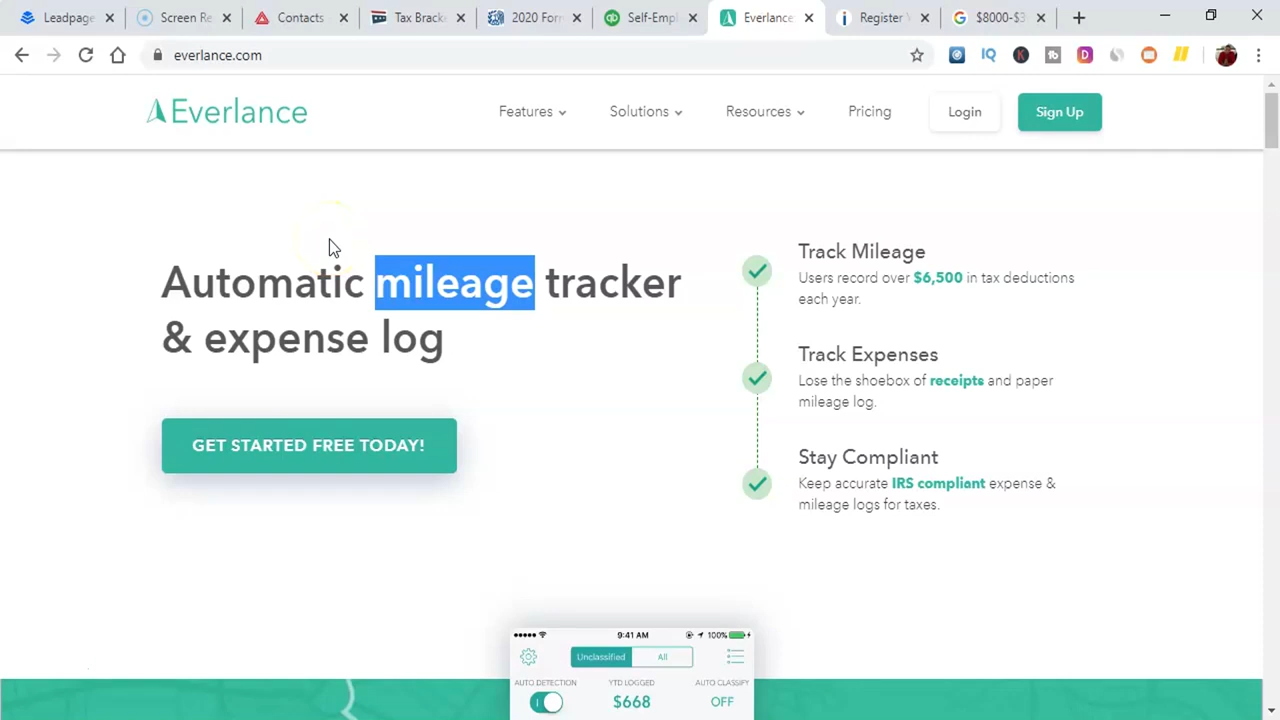 Leadpage
Screen Re
Contacts
Tax Brack
2020 Form
Self-Empl
Everlance
Register
$8000-$3
everlance.com
Everlance
Features
Solutions
Resources
Pricing
Login
Sign Up
Automatic mileage tracker
& expense log
GET STARTED FREE TODAY!
Track Mileage
Users record over $6,500 in tax deductions
each year.
Track Expenses
Lose the shoebox of receipts and paper
mileage log.
Stay Compliant
Keep accurate IRS compliant expense &
mileage logs for taxes.
9:41 AM
100%
Unclassified
All
AUTO DETECTION
YTD LOGGED
AUTO CLASSIFY
$668
OFF